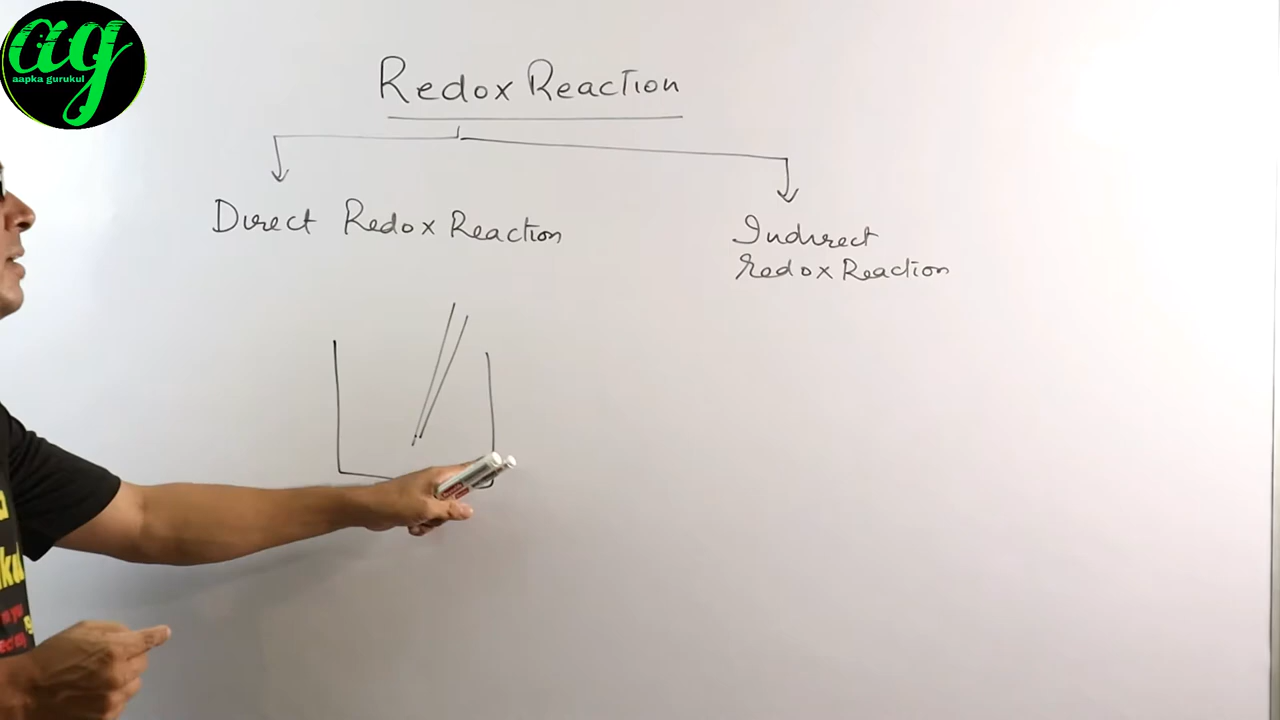 ag
aapka gurukul
Redox Reaction
Direct Redox Reaction
Indirect
Redox Reaction